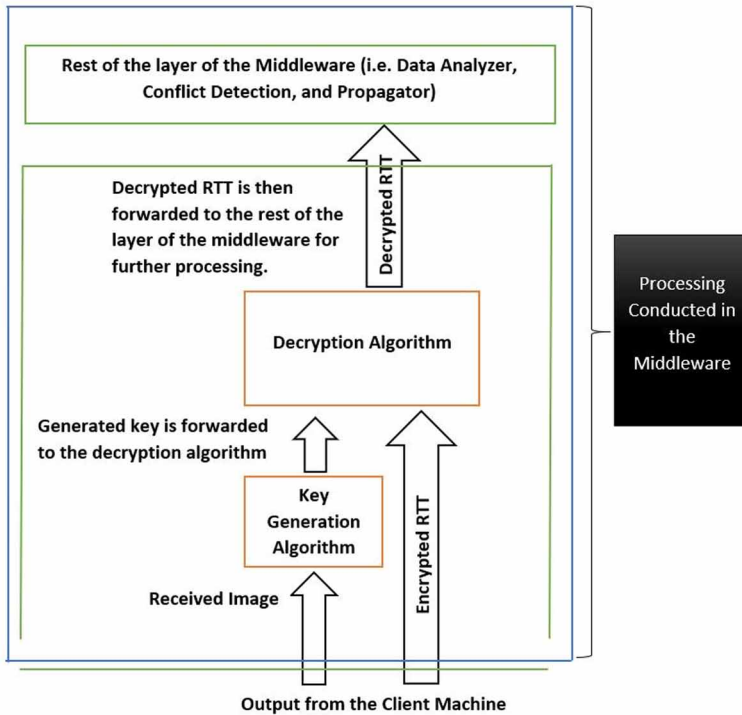 Rest of the layer of the Middleware (i.e. Data Analyzer,
Conflict Detection, and Propagator)
Decrypted RTT is then
forwarded to the rest of the
layer of the middleware for
further processing.
Decrypted RTT
Decryption Algorithm
Processing
Conducted in
the
Middleware
Generated key is forwarded
to the decryption algorithm
Key
Generation
Algorithm
Encrypted RTT
Received Image
Output from the Client Machine